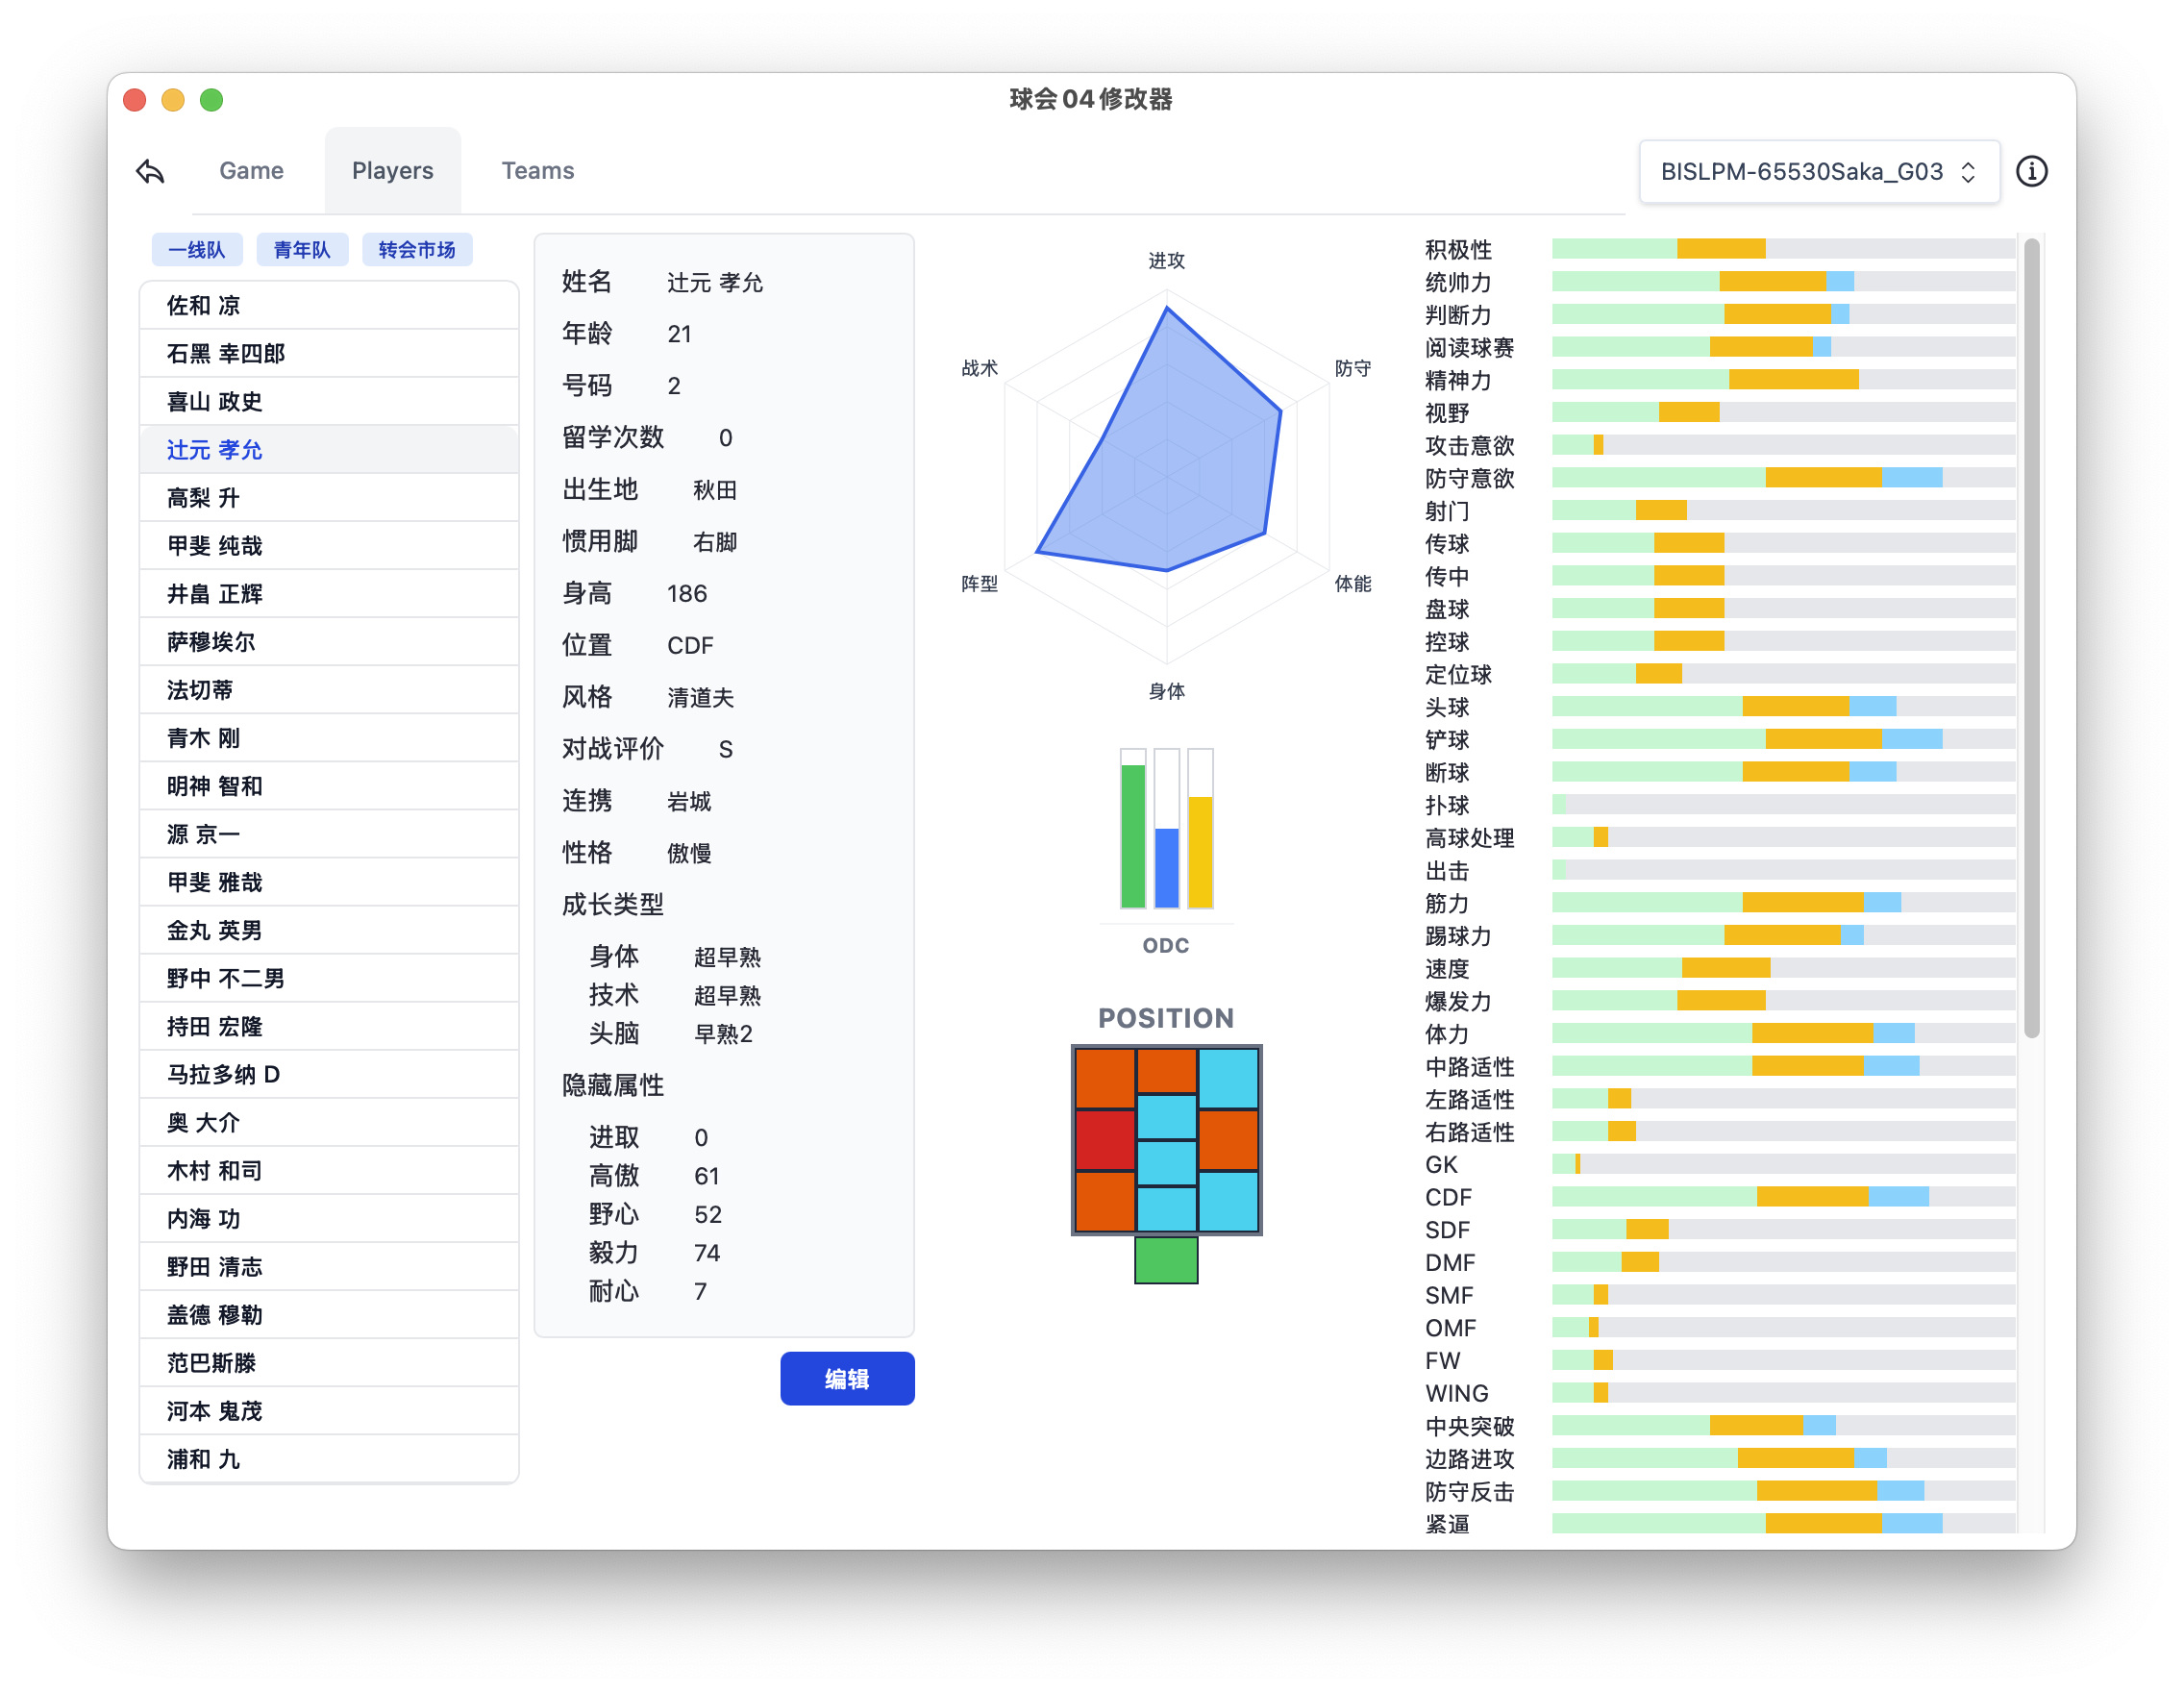 球会04修改器
Game
Players
Teams
BISLPM-65530Saka_G03
一线队
青年队
转会市场
佐和 凉
石黑 幸四郎
喜山 政史
辻元 孝允
高梨 升
甲斐 纯哉
井畠 正辉
萨穆埃尔
法切蒂
青木 刚
明神 智和
源 京一
甲斐 雅哉
金丸 英男
野中 不二男
持田 宏隆
马拉多纳 D
奥 大介
木村 和司
内海 功
野田 清志
盖德 穆勒
范巴斯滕
河本 鬼茂
浦和 九
姓名 辻元 孝允
年龄 21
号码 2
留学次数 0
出生地 秋田
惯用脚 右脚
身高 186
位置 CDF
风格 清道夫
对战评价 S
连携 岩城
性格 傲慢
成长类型
身体 超早熟
技术 超早熟
头脑 早熟2
隐藏属性
进取 0
高傲 61
野心 52
毅力 74
耐心 7
编辑
进攻
防守
体能
身体
阵型
战术
ODC
POSITION
积极性
统帅力
判断力
阅读球赛
精神力
视野
攻击意欲
防守意欲
射门
传球
传中
盘球
控球
定位球
头球
铲球
断球
扑球
高球处理
出击
筋力
踢球力
速度
爆发力
体力
中路适性
左路适性
右路适性
GK
CDF
SDF
DMF
SMF
OMF
FW
WING
中央突破
边路进攻
防守反击
紧逼